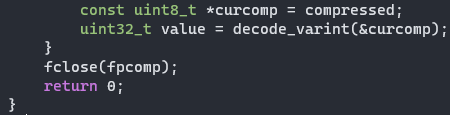 const uint8_t *curcomp = compressed;
uint32_t value = decode_varint(&curcomp);
}
fclose(fpcomp);
return 0;
}